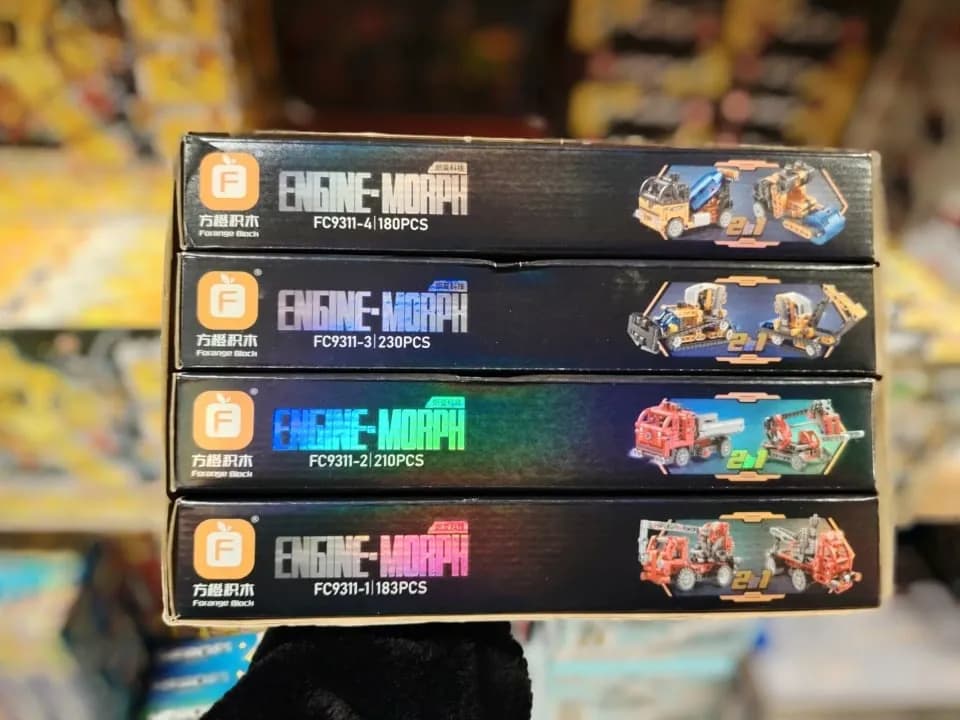 方橙积木
Forange Block
ENGINE-MORPH
FC9311-4|180PCS
2in1
®
方橙积木
Forange Block
ENGINE-MORPH
FC9311-3|230PCS
2in1
®
方橙积木
Forange Block
ENGINE-MORPH
FC9311-2|210PCS
2in1
®
方橙积木
Forange Block
ENGINE-MORPH
FC9311-1|183PCS
2in1